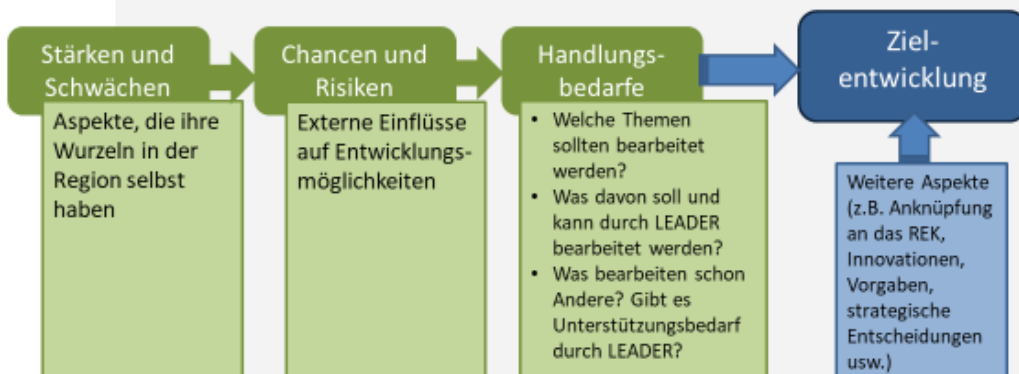 Stärken und
Schwächen
Aspekte, die ihre
Wurzeln in der
Region selbst
haben
Chancen und
Risiken
Externe Einflüsse
auf Entwicklungs-
möglichkeiten
Handlungs-
bedarfe
• Welche Themen
sollten bearbeitet
werden?
• Was davon soll und
kann durch LEADER
bearbeitet werden?
• Was bearbeiten schon
Andere? Gibt es
Unterstützungsbedarf
durch LEADER?
Ziel-
entwicklung
Weitere Aspekte
(z.B. Anknüpfung
an das REK,
Innovationen,
Vorgaben,
strategische
Entscheidungen
usw.)